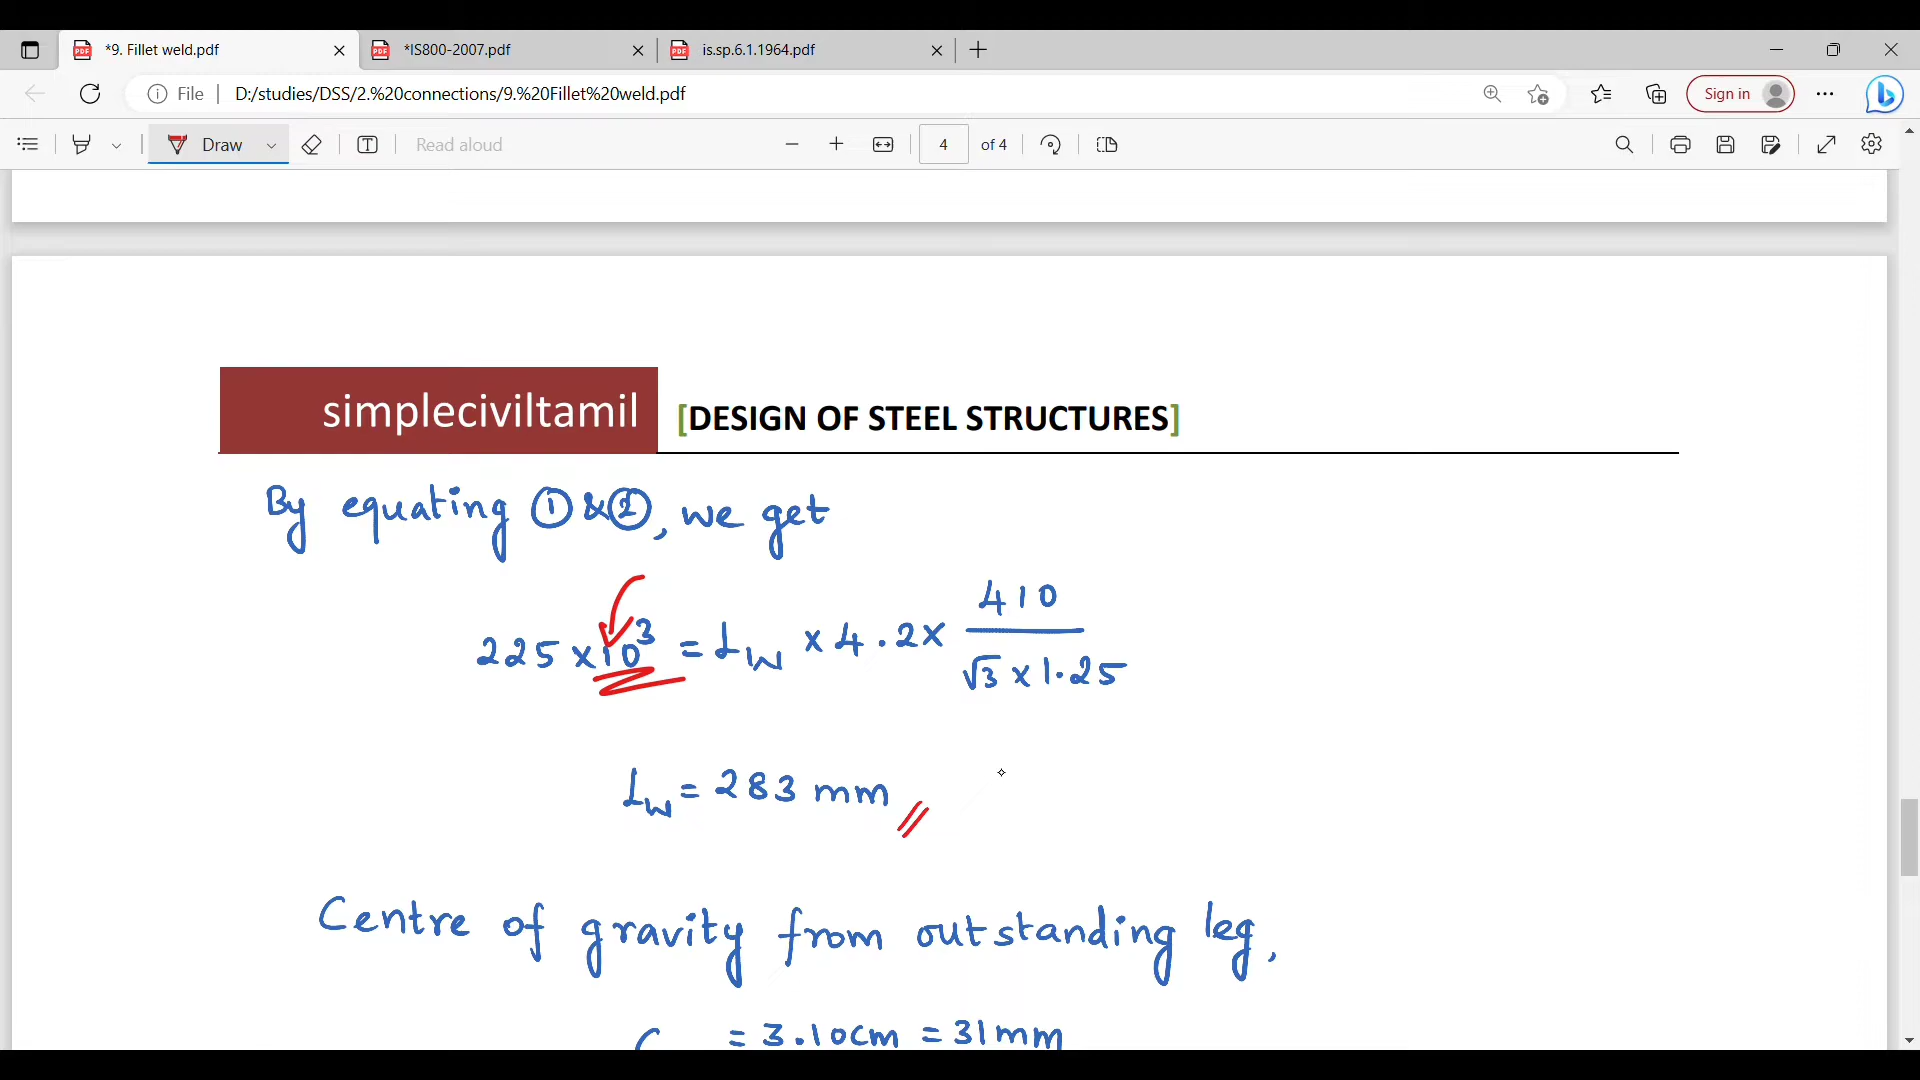 *9. Fillet weld.pdf
*IS800-2007.pdf
is.sp.6.1.1964.pdf
File
D:/studies/DSS/2.%20connections/9.%20Fillet%20weld.pdf
Sign in
Draw
Read aloud
4 of 4
simpleciviltamil [DESIGN OF STEEL STRUCTURES]
By equating ① & ②, we get
225 × 10³ = Lw × 4.2 × 410 / √3 × 1.25
Lw = 283 mm
Centre of gravity from outstanding leg,
= 3.10cm = 31mm